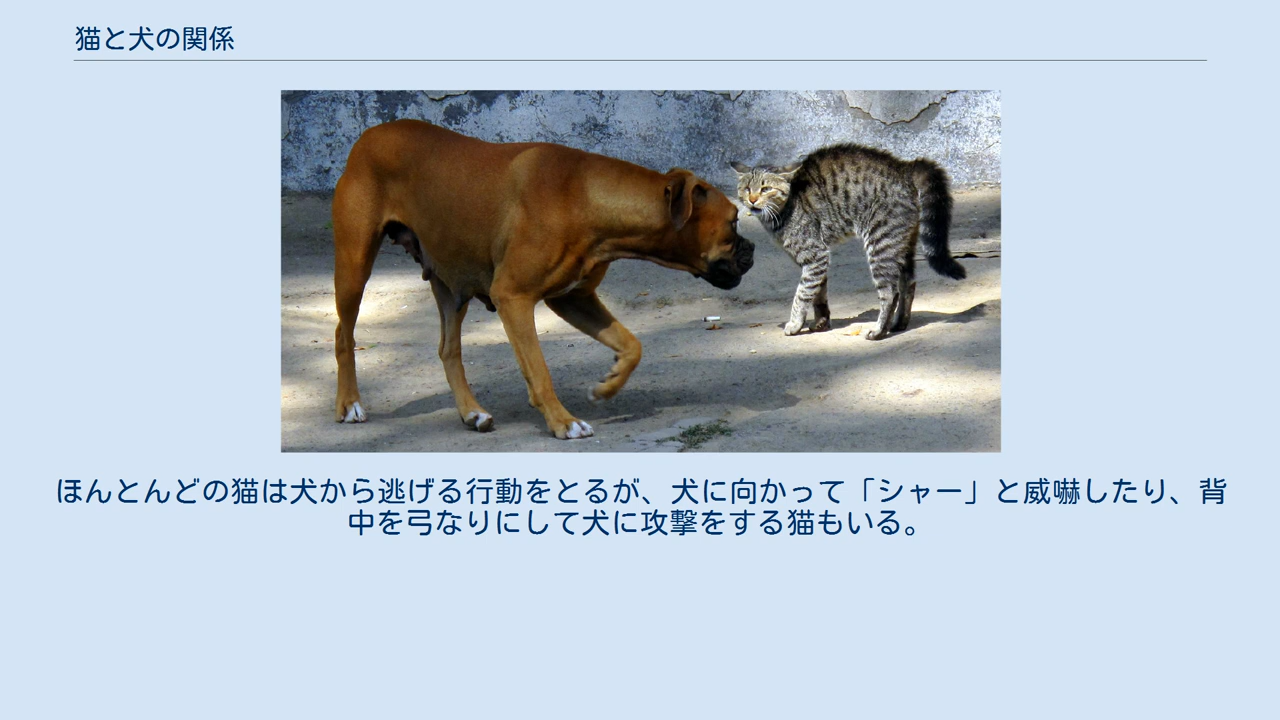 猫と犬の関係
ほとんどの猫は犬から逃げる行動をとるが、犬に向かって「シャー」と威嚇したり、背
中を弓なりにして犬に攻撃をする猫もいる。